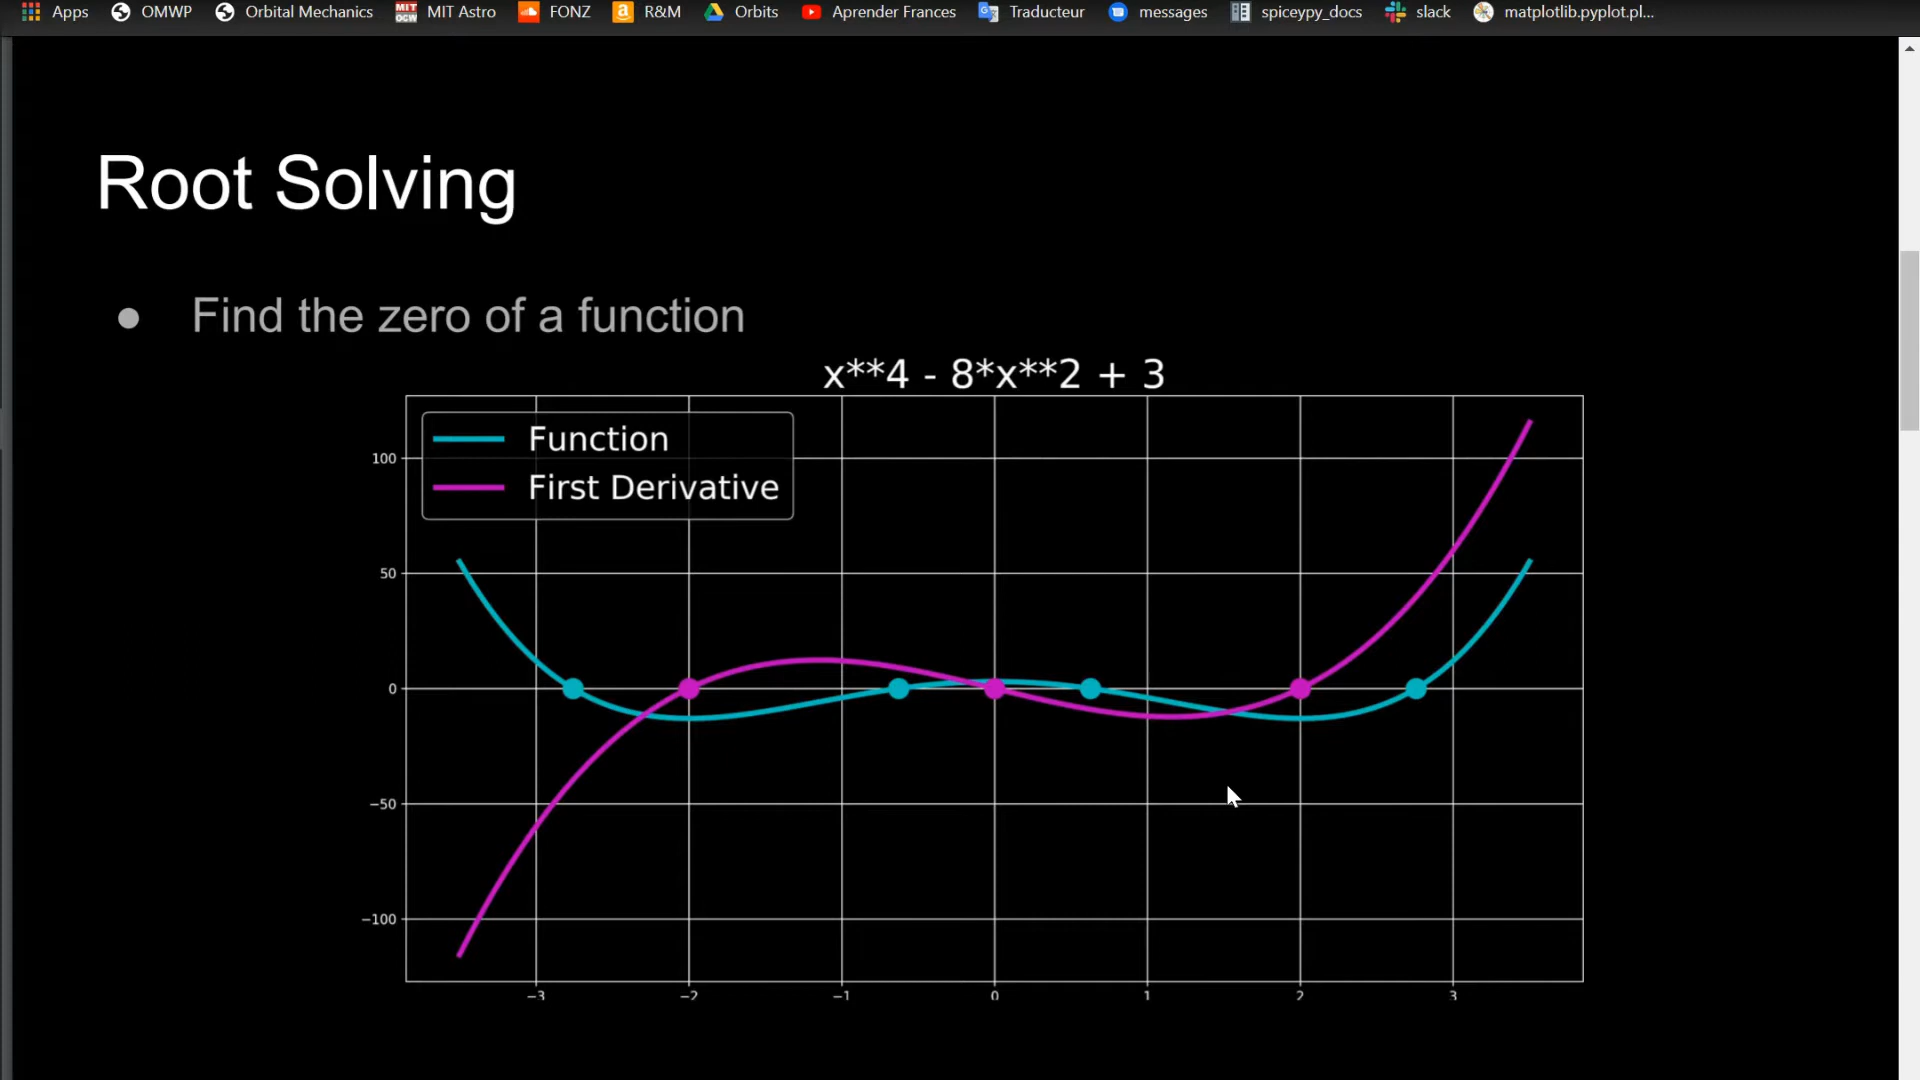 Apps OMWP Orbital Mechanics MIT OCW MIT Astro FONZ a R&M Orbits Aprender Frances G Traducteur messages spiceypy_docs slack matplotlib.pyplot.pl...
Root Solving
● Find the zero of a function
x**4 - 8*x**2 + 3
Function
First Derivative
100
50
0
−50
−100
−3 −2 −1 0 1 2 3